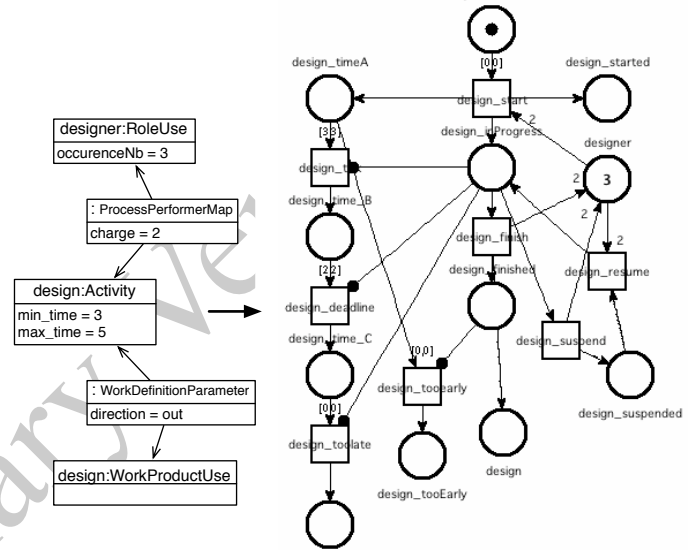 design_timeA
[0,0]
design_started
design_start
2
design_inProgress
designer
[3,3]
designer:RoleUse
occurenceNb = 3
2
3
design_time_B
2
: ProcessPerformerMap
charge = 2
design_finish
2
design_finished
design_resume
[2,2]
design:Activity
min_time = 3
max_time = 5
design_deadline
design_time_C
design_suspend
[0,0]
: WorkDefinitionParameter
direction = out
design_tooearly
[0,0]
design_suspended
design_toolate
design:WorkProductUse
design
design_tooEarly